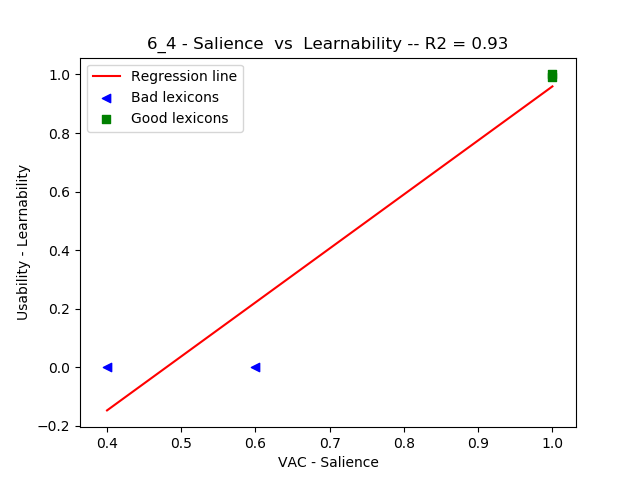 6_4 - Salience  vs  Learnability -- R2 = 0.93
Regression line
Bad lexicons
Good lexicons
Usability - Learnability
1.0
0.8
0.6
0.4
0.2
0.0
−0.2
0.4 0.5 0.6 0.7 0.8 0.9 1.0
VAC - Salience